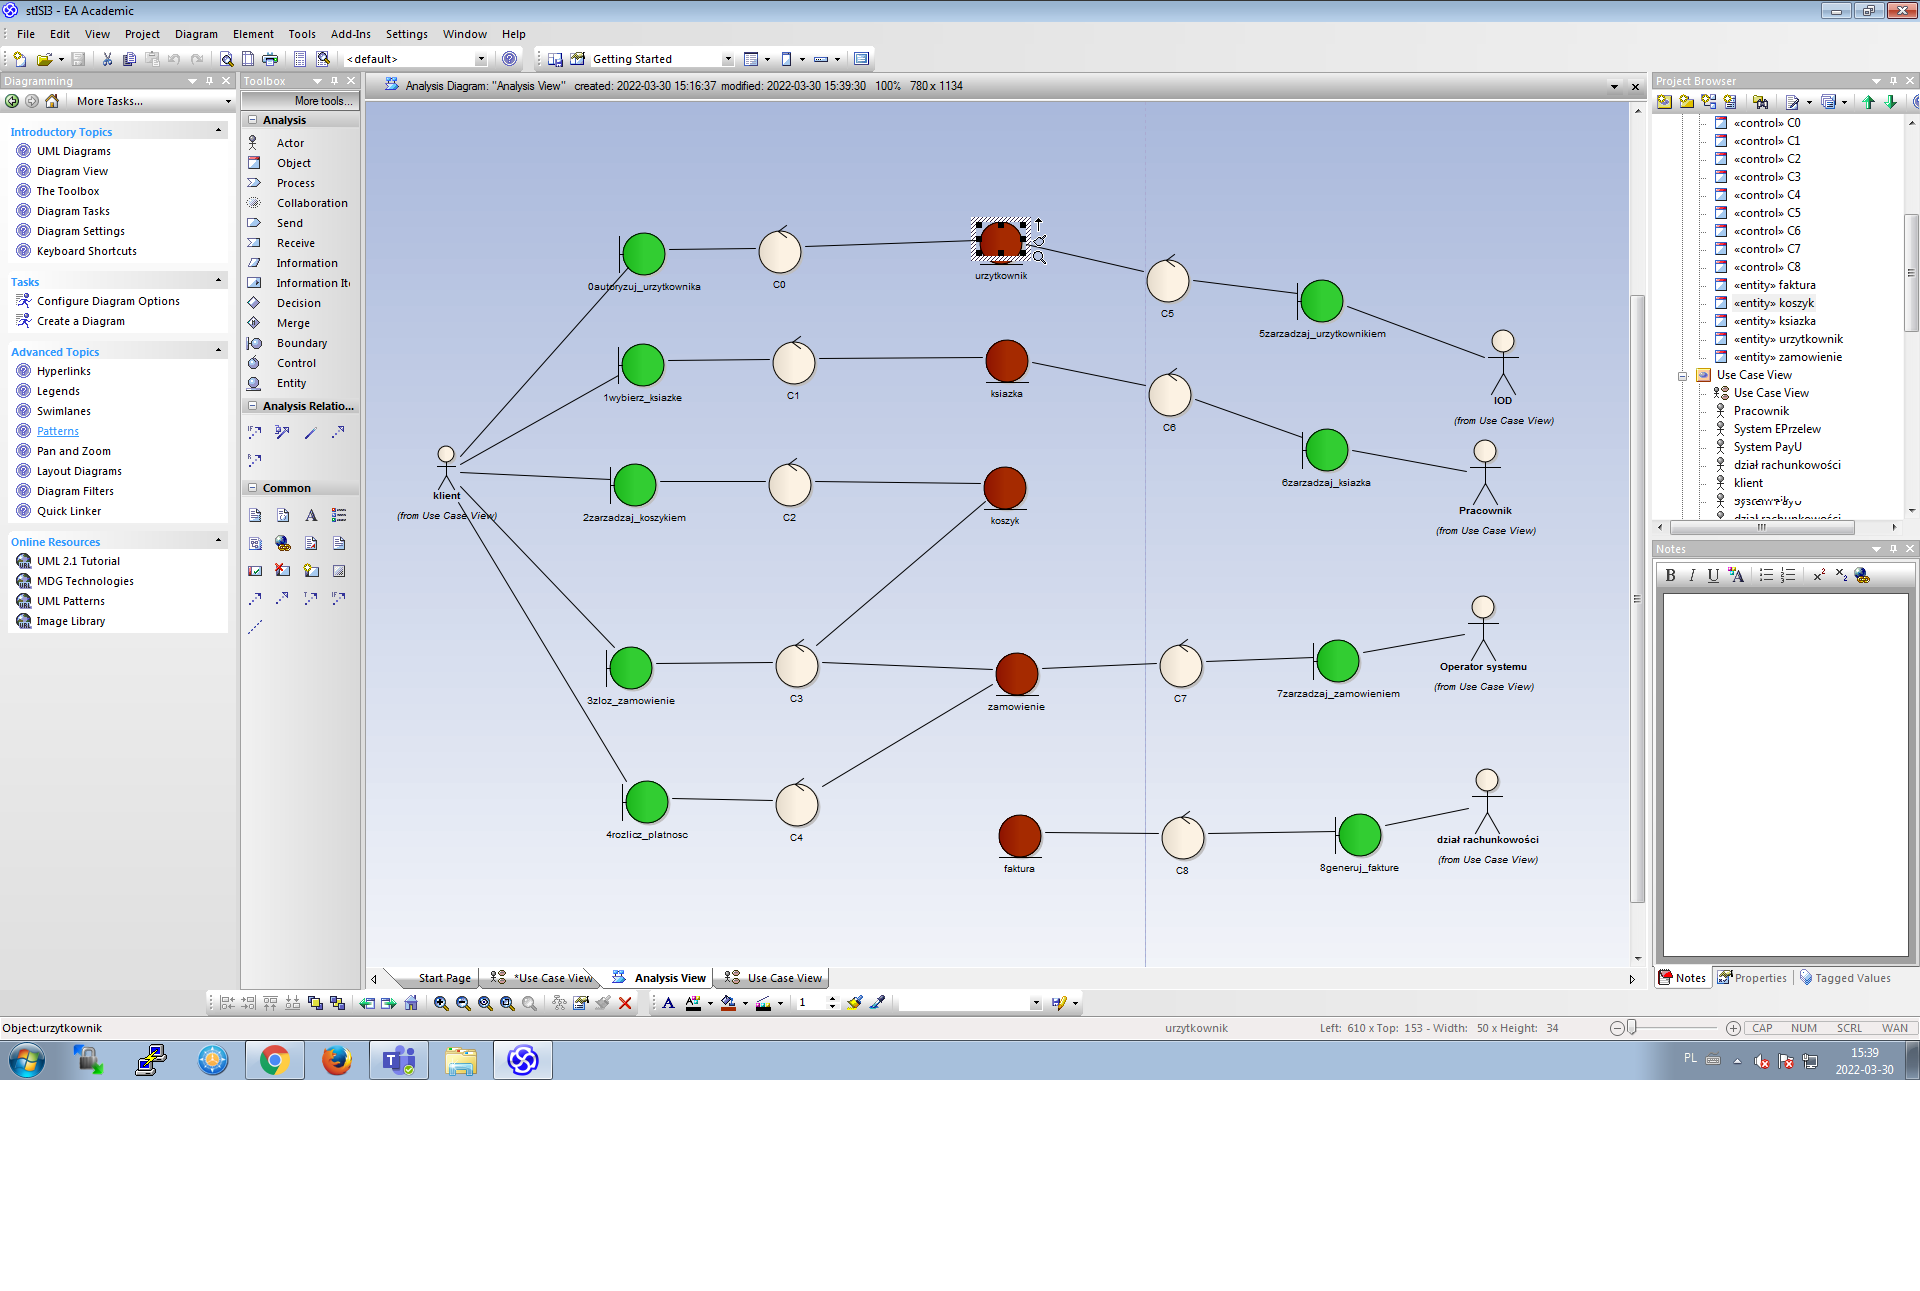 stISI3 - EA Academic
File Edit View Project Diagram Element Tools Add-Ins Settings Window Help
<default>
Getting Started
Diagramming
More Tasks...
Introductory Topics
UML Diagrams
Diagram View
The Toolbox
Diagram Tasks
Diagram Settings
Keyboard Shortcuts
Tasks
Configure Diagram Options
Create a Diagram
Advanced Topics
Hyperlinks
Legends
Swimlanes
Patterns
Pan and Zoom
Layout Diagrams
Diagram Filters
Quick Linker
Online Resources
UML 2.1 Tutorial
MDG Technologies
UML Patterns
Image Library
Toolbox
More tools...
Analysis
Actor
Object
Process
Collaboration
Send
Receive
Information
Information It
Decision
Merge
Boundary
Control
Entity
Analysis Relatio...
Common
Analysis Diagram: "Analysis View" created: 2022-03-30 15:16:37 modified: 2022-03-30 15:39:30 100% 780 x 1134
0autoryzuj_urzytkownika
C0
urzytkownik
C5
5zarzadzaj_urzytkownikiem
IOD
(from Use Case View)
1wybierz_ksiazke
C1
ksiazka
C6
6zarzadzaj_ksiazka
Pracownik
(from Use Case View)
klient
(from Use Case View)
2zarzadzaj_koszykiem
C2
koszyk
3zloz_zamowienie
C3
zamowienie
C7
7zarzadzaj_zamowieniem
Operator systemu
(from Use Case View)
4rozlicz_platnosc
C4
faktura
C8
8generuj_fakture
dział rachunkowości
(from Use Case View)
Start Page
*Use Case View
Analysis View
Use Case View
Project Browser
«control» C0
«control» C1
«control» C2
«control» C3
«control» C4
«control» C5
«control» C6
«control» C7
«control» C8
«entity» faktura
«entity» koszyk
«entity» ksiazka
«entity» urzytkownik
«entity» zamowienie
Use Case View
Use Case View
Pracownik
System EPrzelew
System PayU
dział rachunkowości
klient
Notes
B I U A x² x₂
Notes
Properties
Tagged Values
A
1
Object:urzytkownik
urzytkownik
Left: 610 x Top: 153 - Width: 50 x Height: 34
CAP NUM SCRL WAN
PL
15:39
2022-03-30